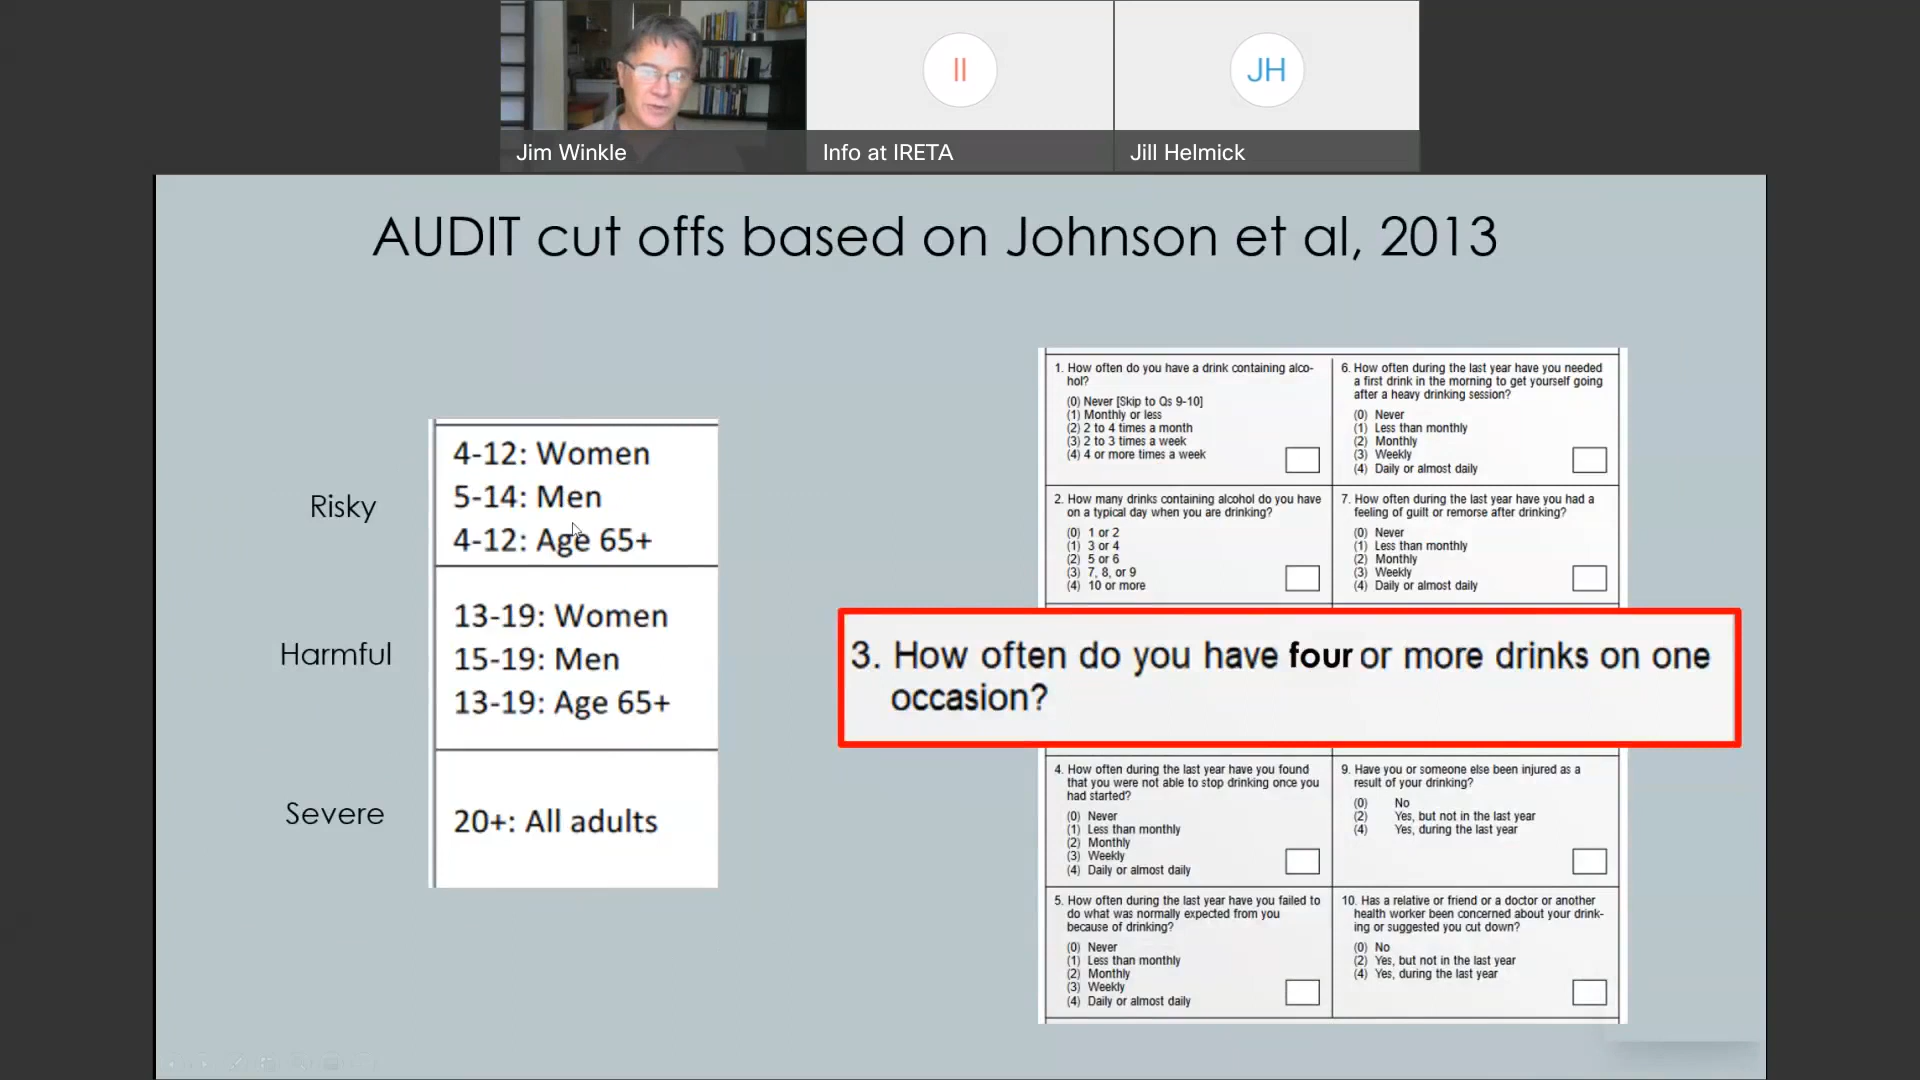 II
JH
Jim Winkle
Info at IRETA
Jill Helmick
AUDIT cut offs based on Johnson et al, 2013
Risky
4-12: Women
5-14: Men
4-12: Age 65+
Harmful
13-19: Women
15-19: Men
13-19: Age 65+
Severe
20+: All adults
1. How often do you have a drink containing alco-
hol?
(0) Never [Skip to Qs 9-10]
(1) Monthly or less
(2) 2 to 4 times a month
(3) 2 to 3 times a week
(4) 4 or more times a week
2. How many drinks containing alcohol do you have
on a typical day when you are drinking?
(0) 1 or 2
(1) 3 or 4
(2) 5 or 6
(3) 7, 8, or 9
(4) 10 or more
3. How often do you have four or more drinks on one
occasion?
4. How often during the last year have you found
that you were not able to stop drinking once you
had started?
(0) Never
(1) Less than monthly
(2) Monthly
(3) Weekly
(4) Daily or almost daily
5. How often during the last year have you failed to
do what was normally expected from you
because of drinking?
(0) Never
(1) Less than monthly
(2) Monthly
(3) Weekly
(4) Daily or almost daily
6. How often during the last year have you needed
a first drink in the morning to get yourself going
after a heavy drinking session?
(0) Never
(1) Less than monthly
(2) Monthly
(3) Weekly
(4) Daily or almost daily
7. How often during the last year have you had a
feeling of guilt or remorse after drinking?
(0) Never
(1) Less than monthly
(2) Monthly
(3) Weekly
(4) Daily or almost daily
9. Have you or someone else been injured as a
result of your drinking?
(0) No
(2) Yes, but not in the last year
(4) Yes, during the last year
10. Has a relative or friend or a doctor or another
health worker been concerned about your drink-
ing or suggested you cut down?
(0) No
(2) Yes, but not in the last year
(4) Yes, during the last year